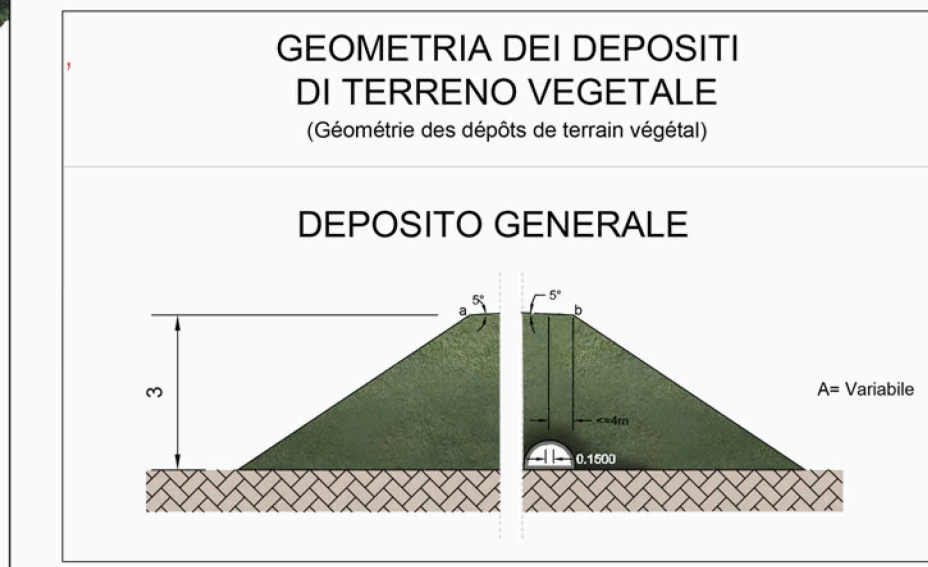 GEOMETRIA DEI DEPOSITI
DI TERRENO VEGETALE
(Géométrie des dépôts de terrain végétal)
DEPOSITO GENERALE
a 5°
5° b
3
A= Variabile
<=4m
0.1500